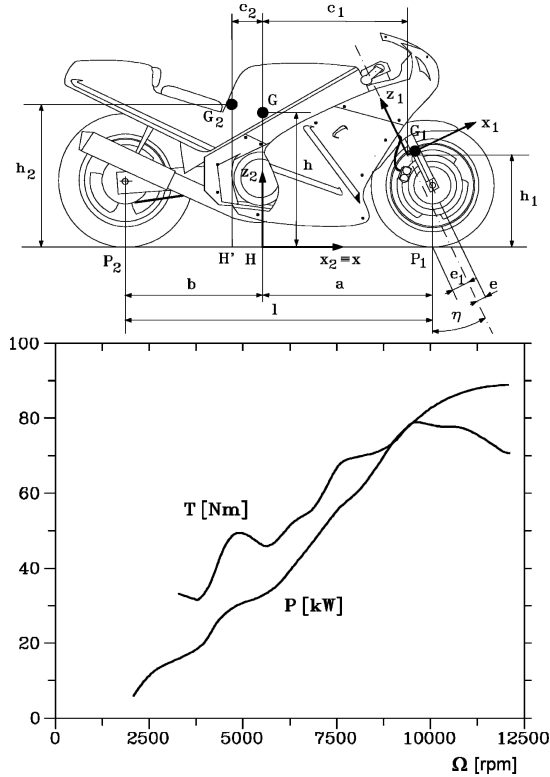 c₂ c₁
G₂ G z₁ G₁ x₁
h₂ h z₂ h₁
P₂ H' H x₂≡x P₁
b a e₁ e
l η
100
80
T [Nm]
60
40
P [kW]
20
0
0 2500 5000 7500 10000 12500
Ω [rpm]